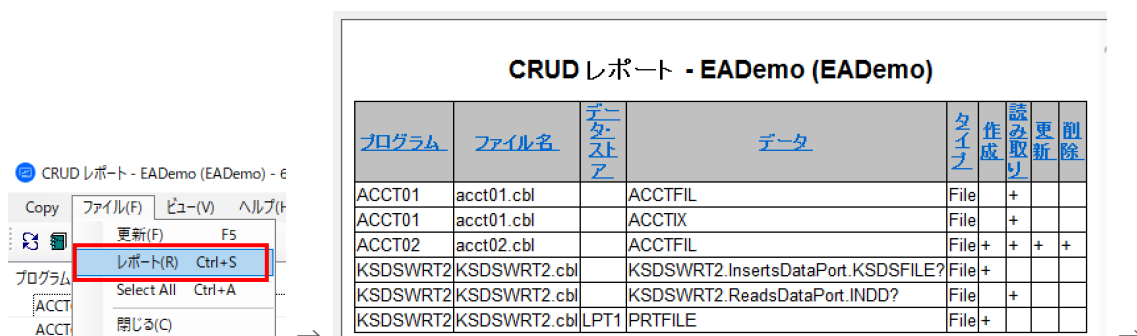 CRUD レポート - EADemo (EADemo) - 6
Copy ファイル(F) ビュー(V) ヘルプ(H
更新(F) F5
レポート(R) Ctrl+S
プログラム
Select All Ctrl+A
ACCT
閉じる(C)
ACCT
CRUD レポート - EADemo (EADemo)
プログラム ファイル名 データ・ストア データ タイプ 作成 読み取り 更新 削除
ACCT01 acct01.cbl ACCTFIL File +
ACCT01 acct01.cbl ACCTIX File +
ACCT02 acct02.cbl ACCTFIL File + + + +
KSDSWRT2 KSDSWRT2.cbl KSDSWRT2.InsertsDataPort.KSDSFILE? File +
KSDSWRT2 KSDSWRT2.cbl KSDSWRT2.ReadsDataPort.INDD? File +
KSDSWRT2 KSDSWRT2.cbl LPT1 PRTFILE File +